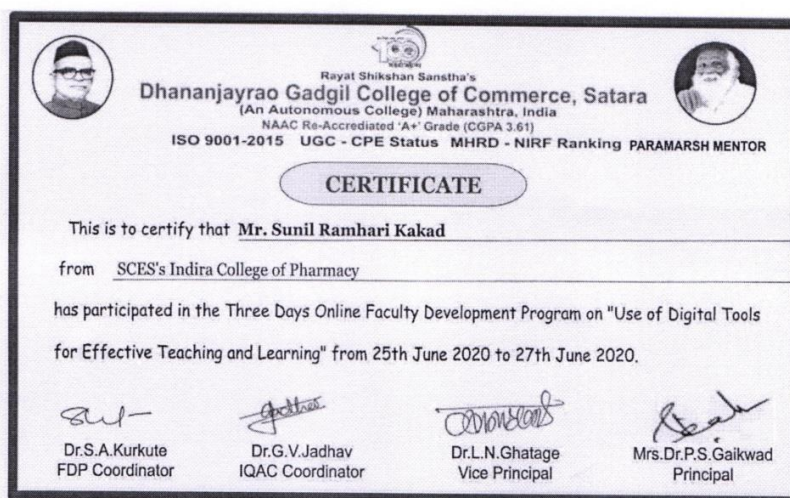 100
Rayat Shikshan Sanstha's
Dhananjayrao Gadgil College of Commerce, Satara
(An Autonomous College) Maharashtra, India
NAAC Re-Accredited 'A+' Grade (CGPA 3.61)
ISO 9001-2015 UGC - CPE Status MHRD - NIRF Ranking PARAMARSH MENTOR
CERTIFICATE
This is to certify that Mr. Sunil Ramhari Kakad
from SCES's Indira College of Pharmacy
has participated in the Three Days Online Faculty Development Program on "Use of Digital Tools
for Effective Teaching and Learning" from 25th June 2020 to 27th June 2020.
Dr.S.A.Kurkute Dr.G.V.Jadhav Dr.L.N.Ghatage Mrs.Dr.P.S.Gaikwad
FDP Coordinator IQAC Coordinator Vice Principal Principal